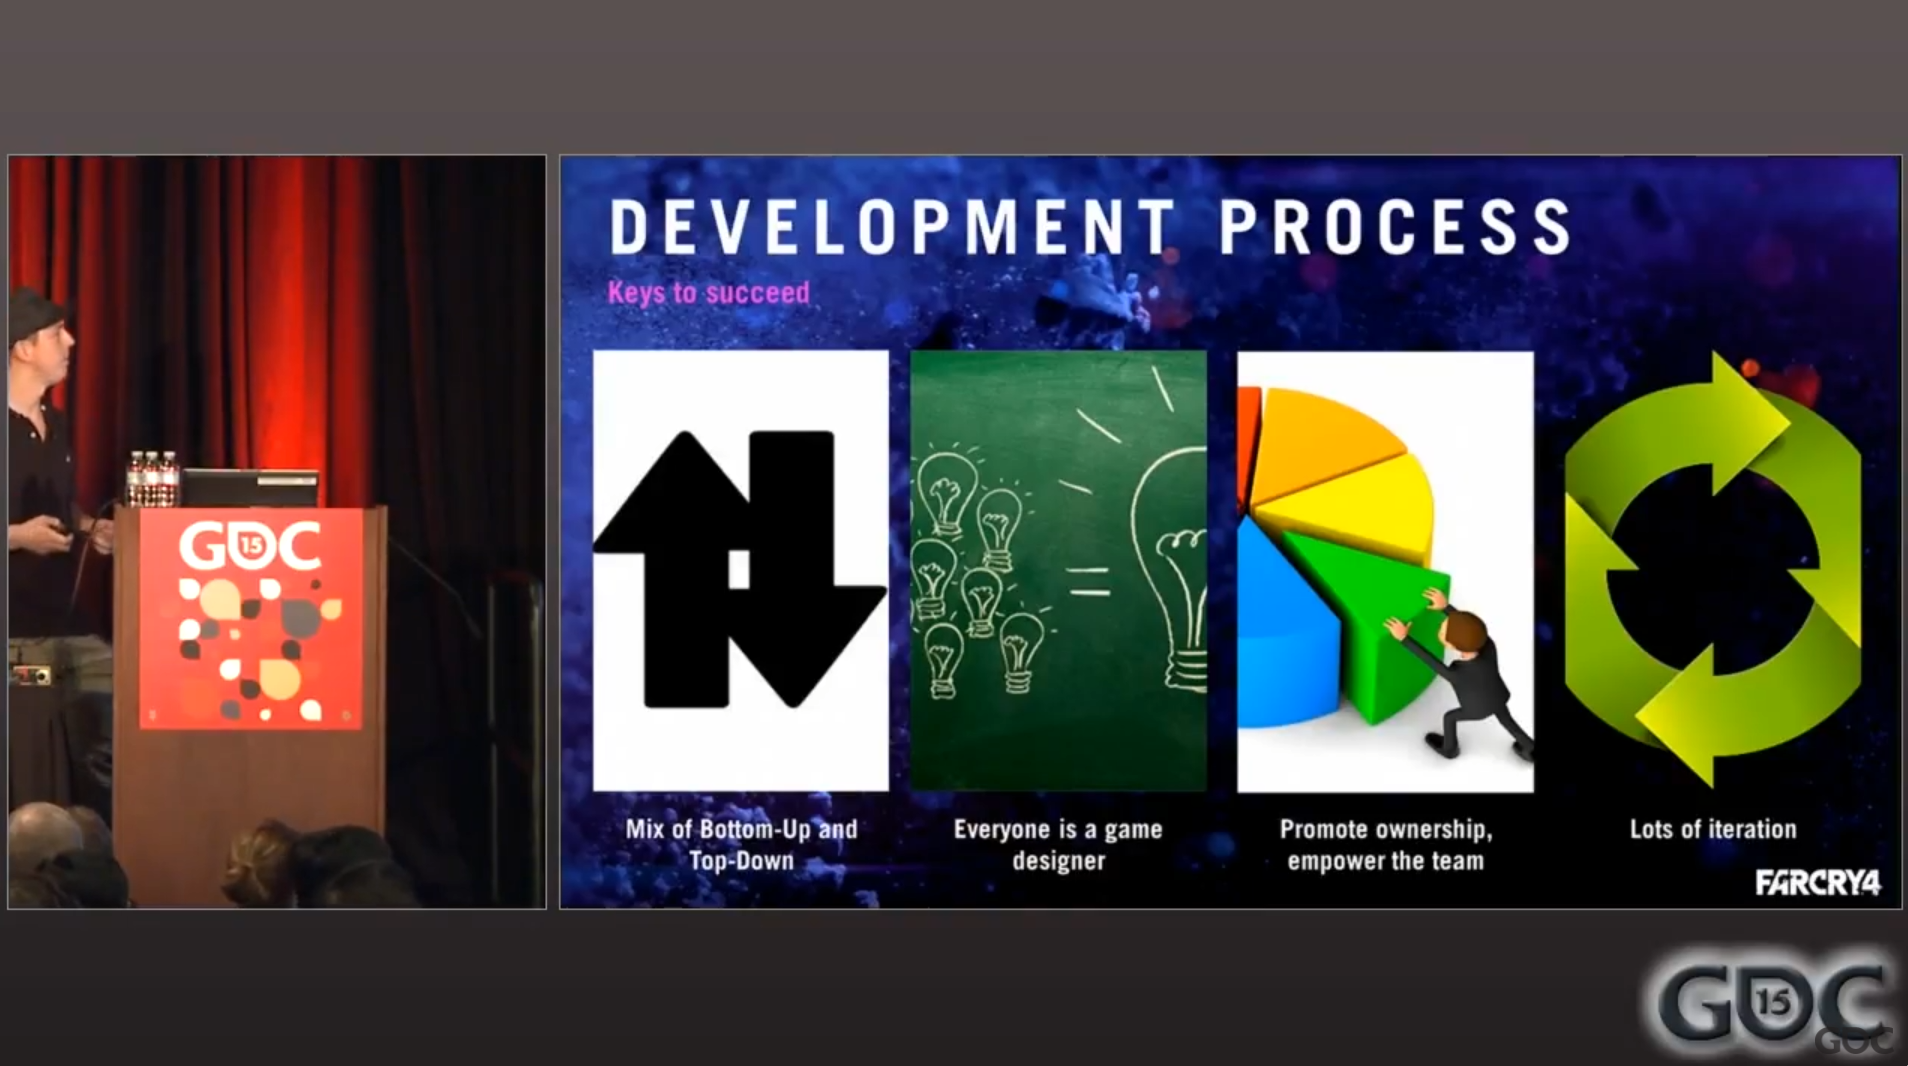 DEVELOPMENT PROCESS
Keys to succeed
Mix of Bottom-Up and
Top-Down
Everyone is a game
designer
Promote ownership,
empower the team
Lots of iteration
FARCRY4
GDC
15
GDC
15
GDC